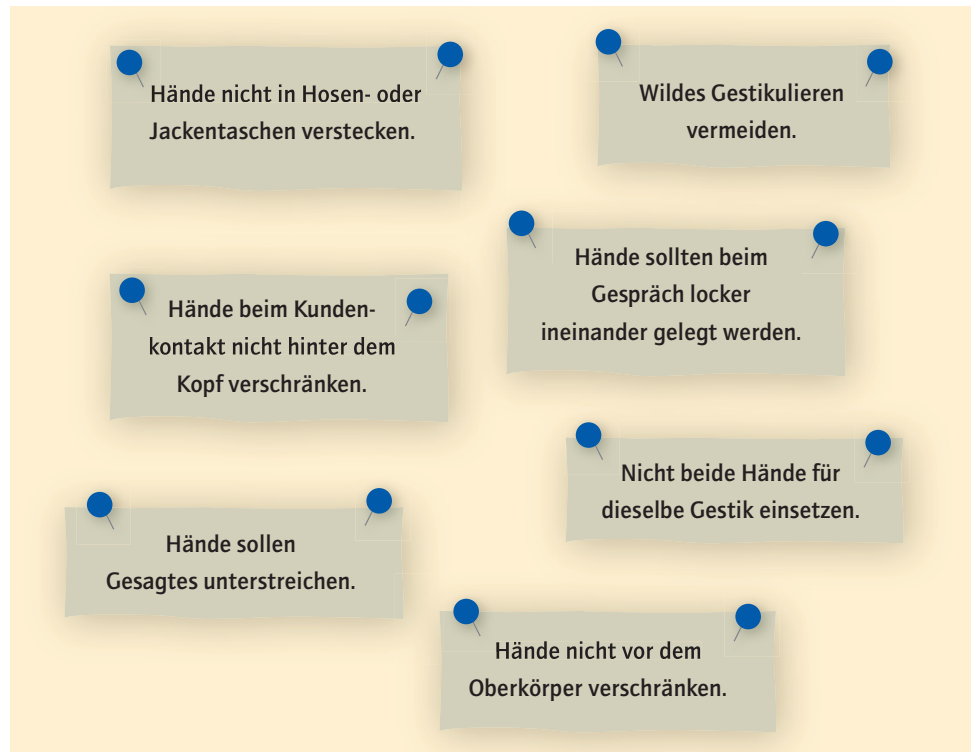 Hände nicht in Hosen- oder
Jackentaschen verstecken.
Wildes Gestikulieren
vermeiden.
Hände sollten beim
Gespräch locker
ineinander gelegt werden.
Hände beim Kunden-
kontakt nicht hinter dem
Kopf verschränken.
Nicht beide Hände für
dieselbe Gestik einsetzen.
Hände sollen
Gesagtes unterstreichen.
Hände nicht vor dem
Oberkörper verschränken.